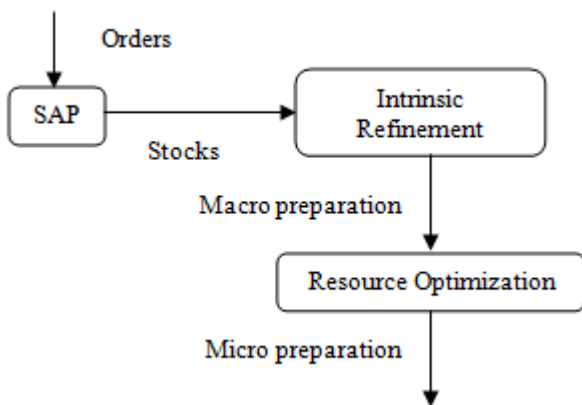 Orders
SAP
Intrinsic
Refinement
Stocks
Macro preparation
Resource Optimization
Micro preparation